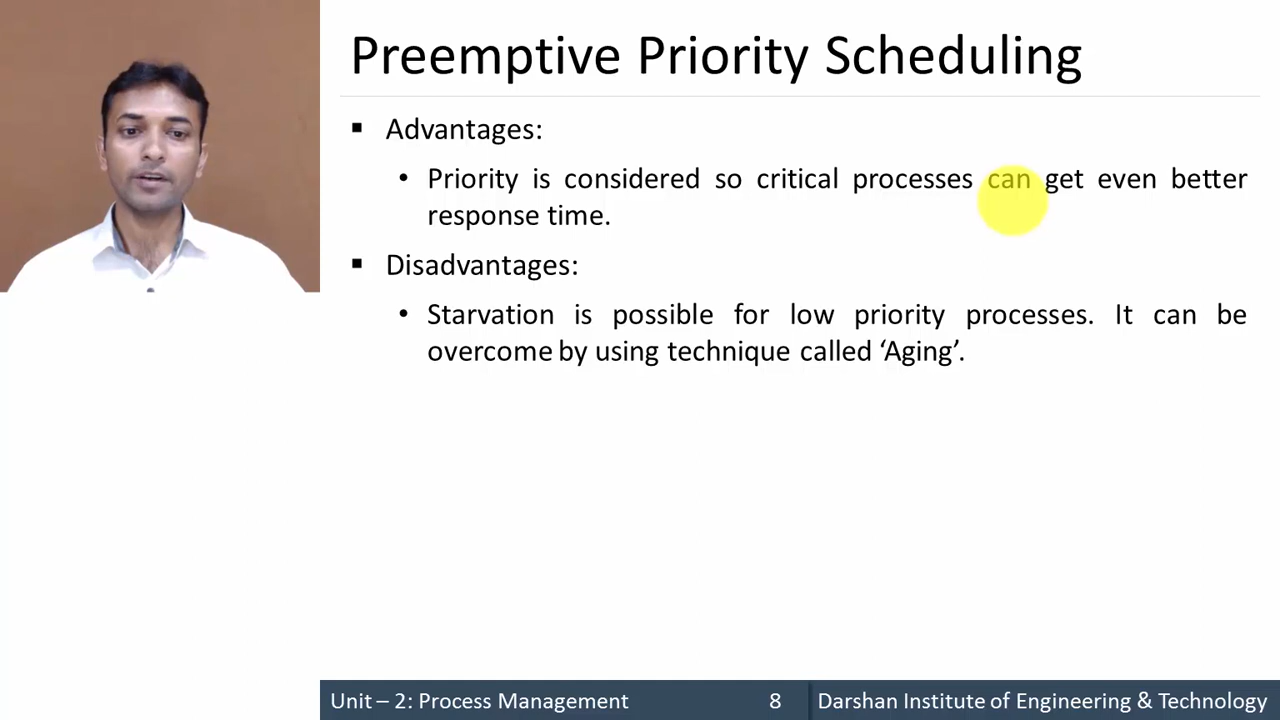 Preemptive Priority Scheduling
▪ Advantages:
• Priority is considered so critical processes can get even better
response time.
▪ Disadvantages:
• Starvation is possible for low priority processes. It can be
overcome by using technique called ‘Aging’.
Unit – 2: Process Management 8 Darshan Institute of Engineering & Technology